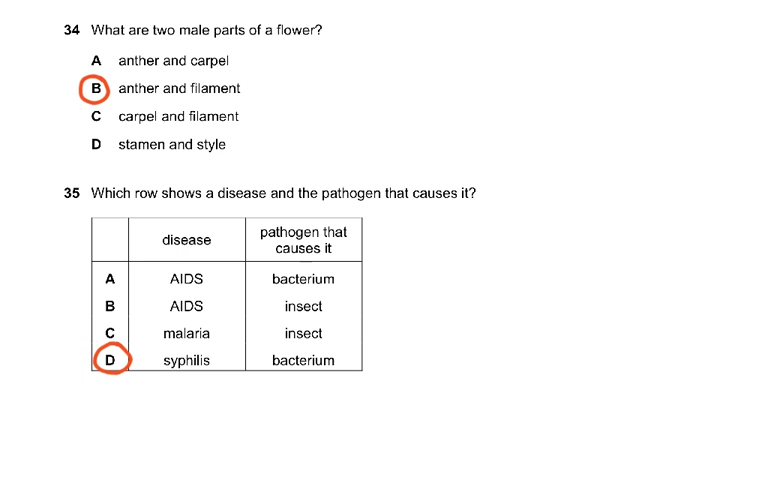 34 What are two male parts of a flower?
A anther and carpel
B anther and filament
C carpel and filament
D stamen and style
35 Which row shows a disease and the pathogen that causes it?
disease
pathogen that
causes it
A AIDS bacterium
B AIDS insect
C malaria insect
D syphilis bacterium